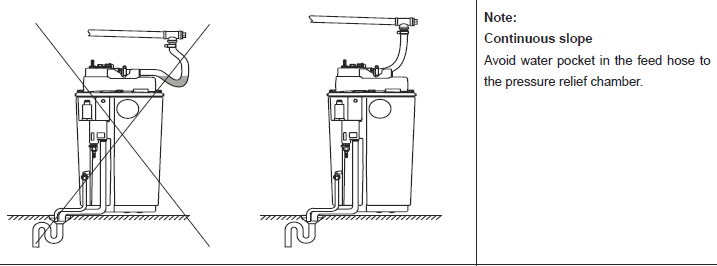 Note:
Continuous slope
Avoid water pocket in the feed hose to
the pressure relief chamber.